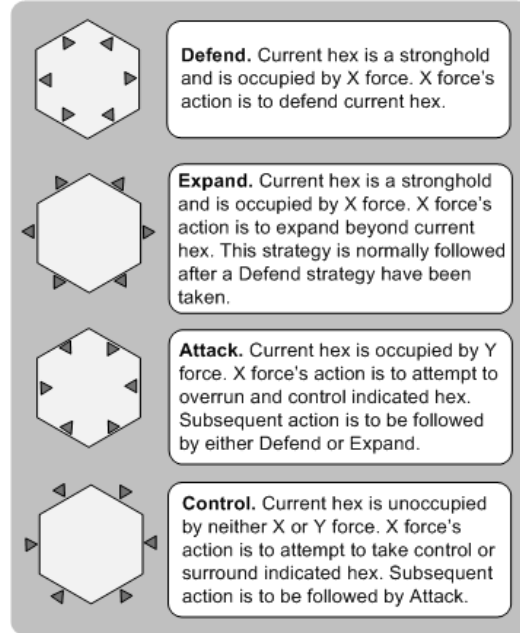 Defend. Current hex is a stronghold
and is occupied by X force. X force's
action is to defend current hex.
Expand. Current hex is a stronghold
and is occupied by X force. X force's
action is to expand beyond current
hex. This strategy is normally followed
after a Defend strategy have been
taken.
Attack. Current hex is occupied by Y
force. X force's action is to attempt to
overrun and control indicated hex.
Subsequent action is to be followed
by either Defend or Expand.
Control. Current hex is unoccupied
by neither X or Y force. X force's
action is to attempt to take control or
surround indicated hex. Subsequent
action is to be followed by Attack.